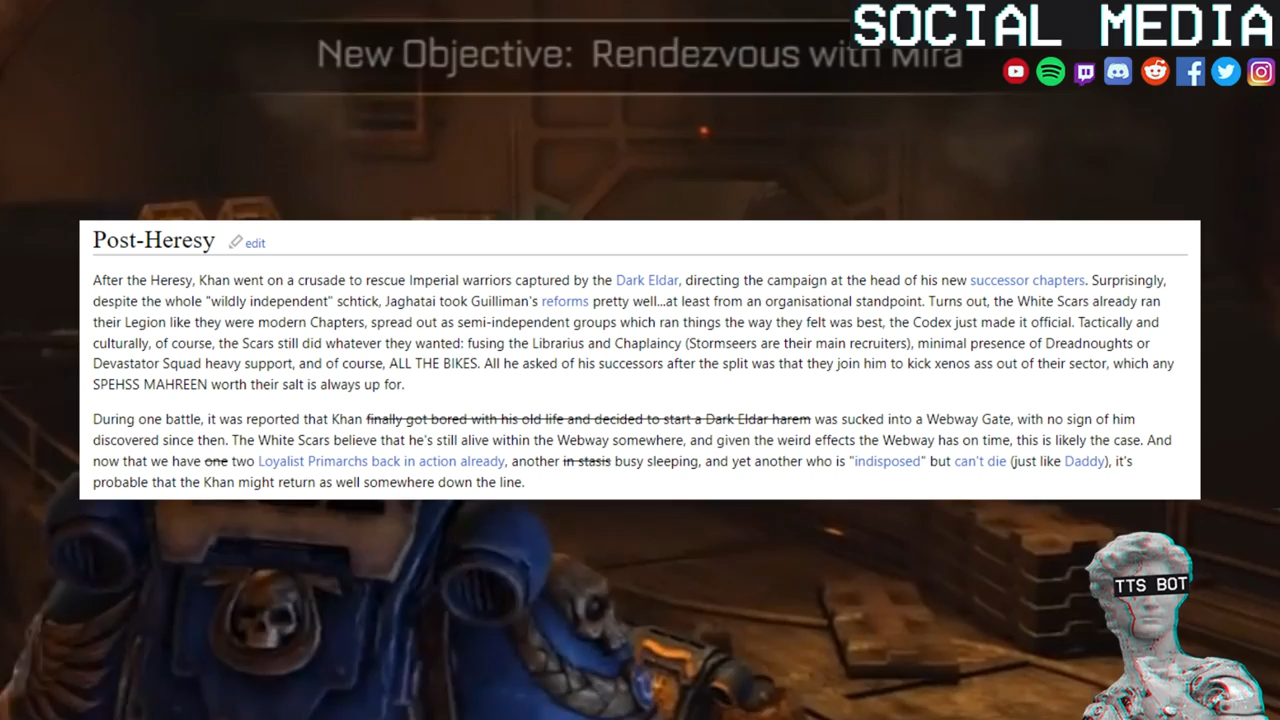 SOCIAL MEDIA
New Objective: Rendezvous with Mira
Post-Heresy edit
After the Heresy, Khan went on a crusade to rescue Imperial warriors captured by the Dark Eldar, directing the campaign at the head of his new successor chapters. Surprisingly,
despite the whole "wildly independent" schtick, Jaghatai took Guilliman's reforms pretty well...at least from an organisational standpoint. Turns out, the White Scars already ran
their Legion like they were modern Chapters, spread out as semi-independent groups which ran things the way they felt was best, the Codex just made it official. Tactically and
culturally, of course, the Scars still did whatever they wanted: fusing the Librarius and Chaplaincy (Stormseers are their main recruiters), minimal presence of Dreadnoughts or
Devastator Squad heavy support, and of course, ALL THE BIKES. All he asked of his successors after the split was that they join him to kick xenos ass out of their sector, which any
SPEHSS MAHREEN worth their salt is always up for.
During one battle, it was reported that Khan finally got bored with his old life and decided to start a Dark Eldar harem was sucked into a Webway Gate, with no sign of him
discovered since then. The White Scars believe that he's still alive within the Webway somewhere, and given the weird effects the Webway has on time, this is likely the case. And
now that we have one two Loyalist Primarchs back in action already, another in stasis busy sleeping, and yet another who is "indisposed" but can't die (just like Daddy), it's
probable that the Khan might return as well somewhere down the line.
TTS BOT